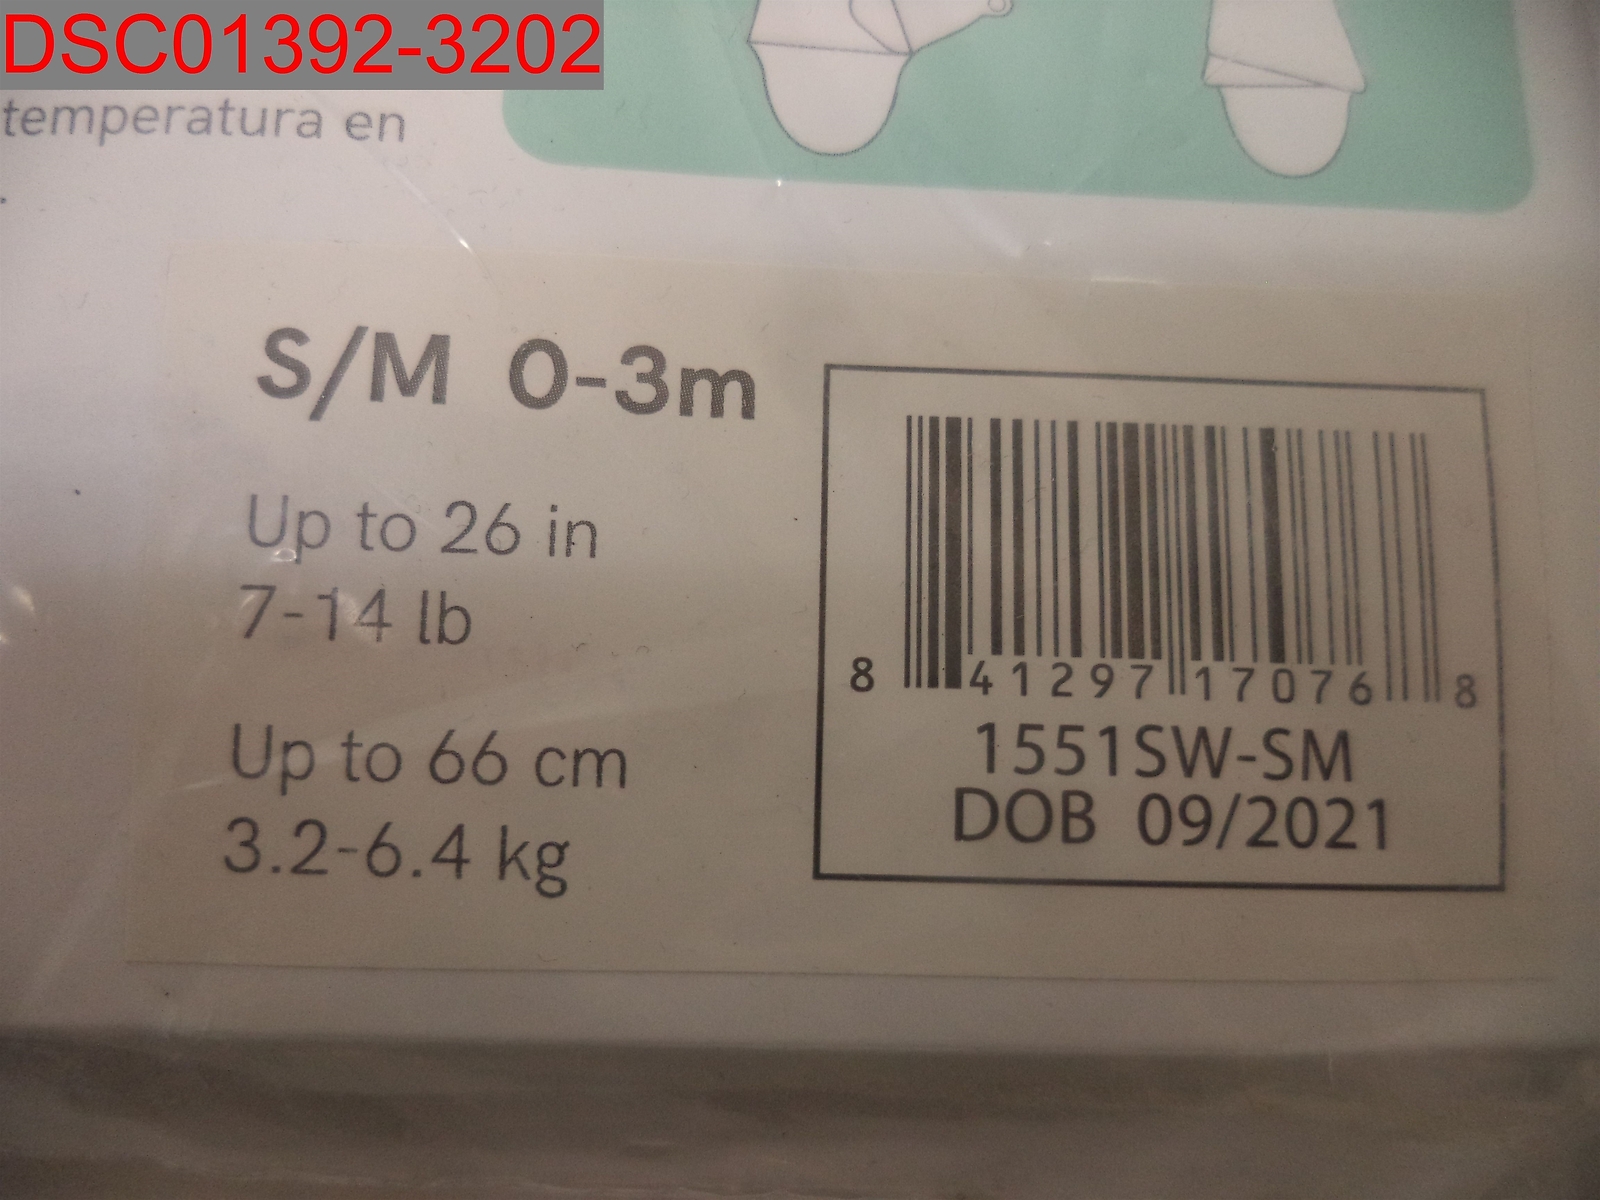 DSC01392-3202
temperatura en
S/M 0-3m
Up to 26 in
7-14 lb
Up to 66 cm
3.2-6.4 kg
8 41297 17076 8
1551SW-SM
DOB 09/2021